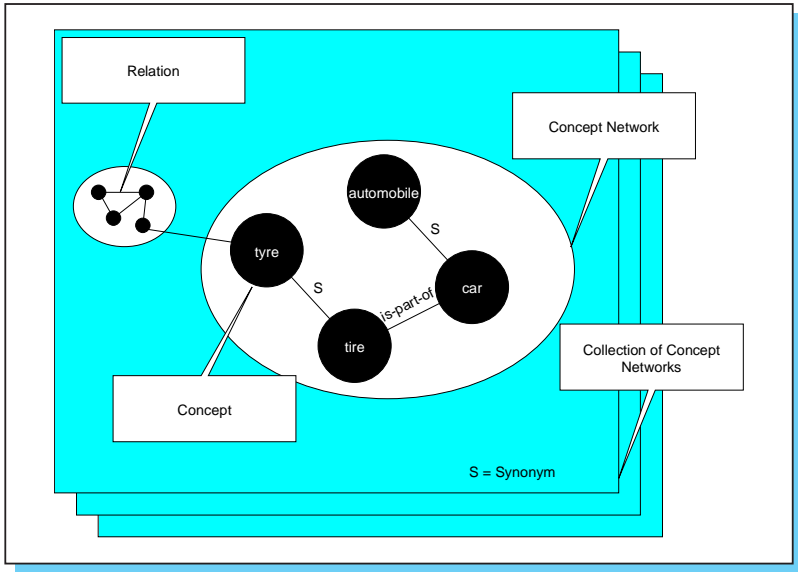 Relation
Concept Network
automobile
S
tyre
car
S
is-part-of
tire
Collection of Concept
Networks
Concept
S = Synonym